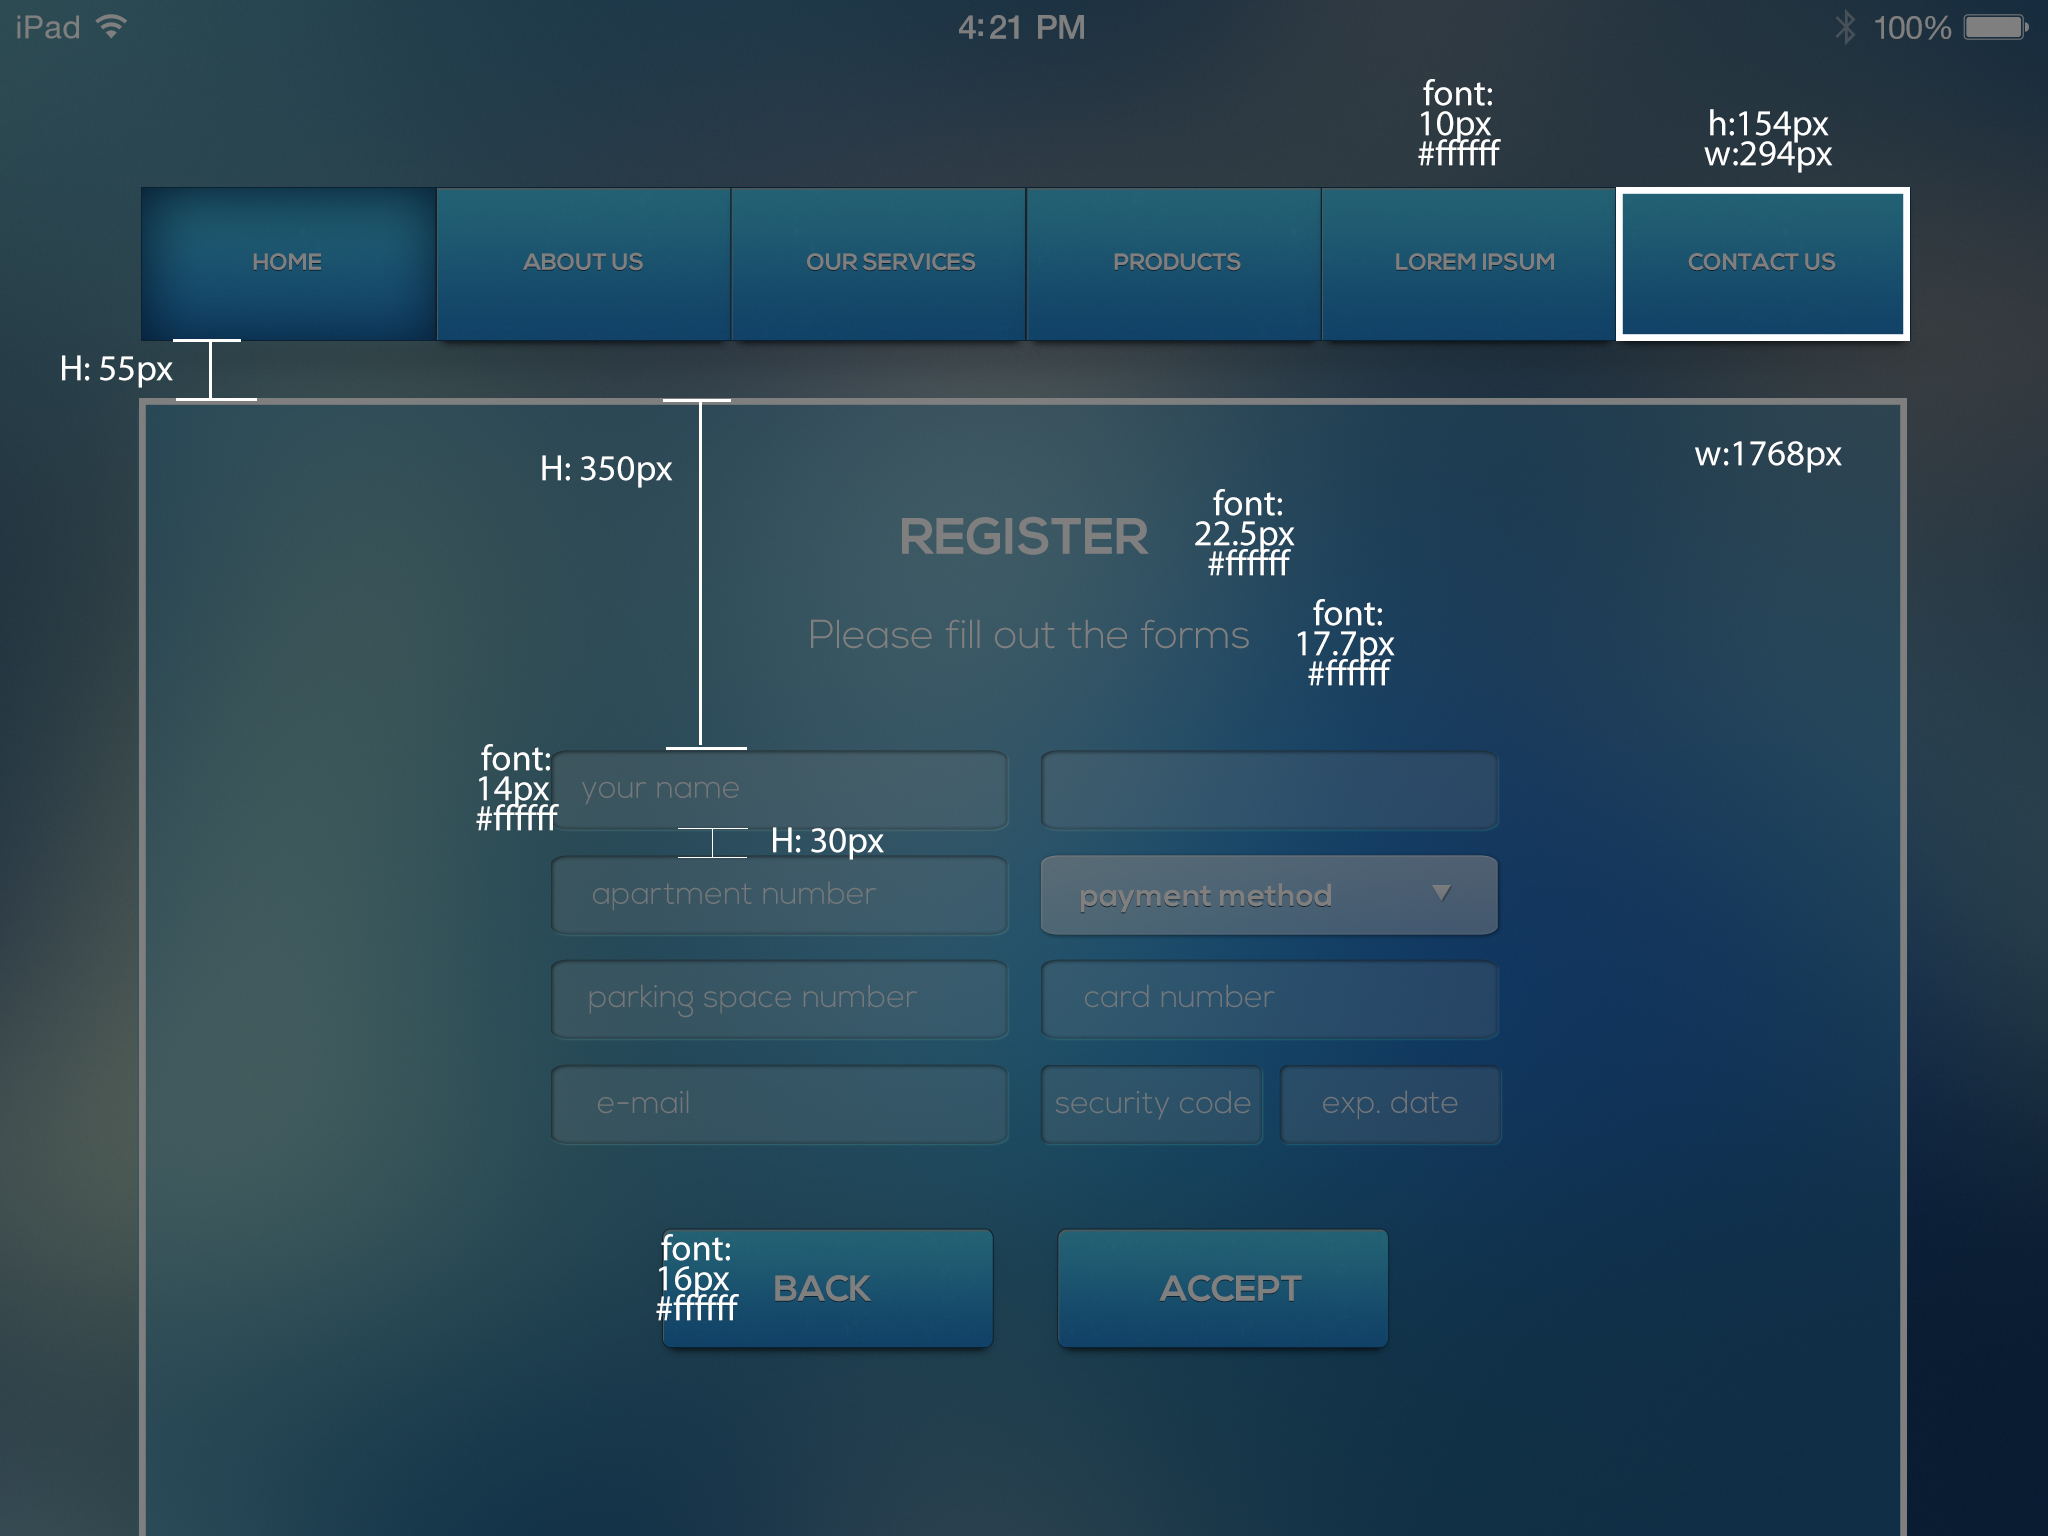 iPad
4:21 PM
100%
font:
10px
#ffffff
h:154px
w:294px
HOME
ABOUT US
OUR SERVICES
PRODUCTS
LOREM IPSUM
CONTACT US
H: 55px
H: 350px
w:1768px
REGISTER
font:
22.5px
#ffffff
Please fill out the forms
font:
17.7px
#ffffff
font:
14px
#ffffff
your name
H: 30px
apartment number
payment method
parking space number
card number
e-mail
security code
exp. date
font:
16px
#ffffff
BACK
ACCEPT